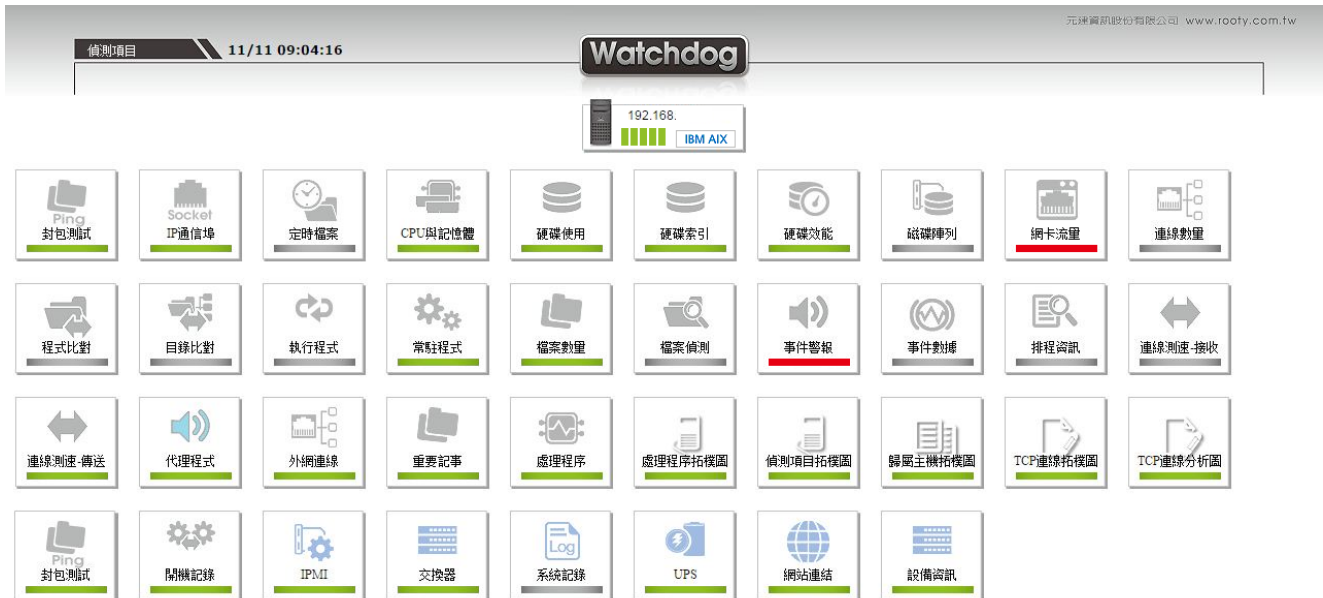 元建資訊股份有限公司 www.rooty.com.tw
偵測項目 11/11 09:04:16
Watchdog
192.168.
IBM AIX
Ping
封包測試
Socket
IP通信埠
定時檔案
CPU與記憶體
硬碟使用
硬碟索引
硬碟效能
磁碟陣列
網卡流量
連線數量
程式比對
目錄比對
執行程式
常駐程式
檔案數量
檔案偵測
事件警報
事件數據
排程資訊
連線測速-接收
連線測速-傳送
代理程式
外網連線
重要記事
處理程序
處理程序拓樸圖
偵測項目拓樸圖
歸屬主機拓樸圖
TCP連線拓樸圖
TCP連線分析圖
Ping
封包測試
開機記錄
IPMI
交換器
Log
系統記錄
UPS
網站連結
設備資訊